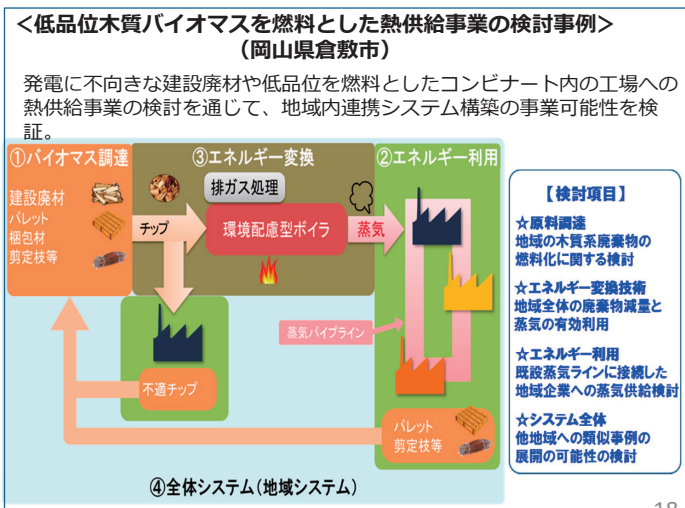 ＜低品位木質バイオマスを燃料とした熱供給事業の検討事例＞
（岡山県倉敷市）
発電に不向きな建設廃材や低品位を燃料としたコンビナート内の工場への
熱供給事業の検討を通じて、地域内連携システム構築の事業可能性を検
証。
①バイオマス調達
③エネルギー変換
②エネルギー利用
建設廃材
パレット
梱包材
剪定枝等
チップ
排ガス処理
環境配慮型ボイラ
蒸気
蒸気パイプライン
不適チップ
パレット
剪定枝等
④全体システム(地域システム)
【検討項目】
☆原料調達
地域の木質系廃棄物の
燃料化に関する検討
☆エネルギー変換技術
地域全体の廃棄物減量と
蒸気の有効利用
☆エネルギー利用
既設蒸気ラインに接続した
地域企業への蒸気供給検討
☆システム全体
他地域への類似事例の
展開の可能性の検討
18